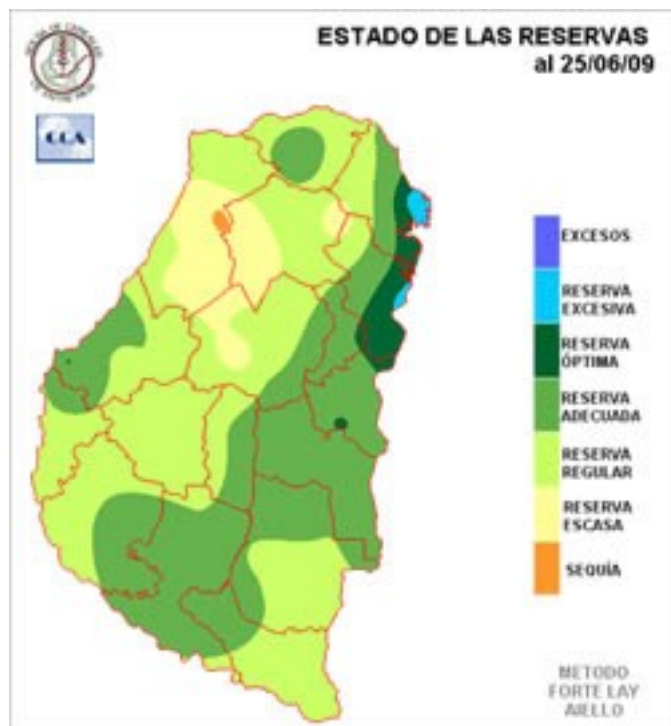 ESTADO DE LAS RESERVAS
al 25/06/09
CCA
EXCESOS
RESERVA
EXCESIVA
RESERVA
ÓPTIMA
RESERVA
ADECUADA
RESERVA
REGULAR
RESERVA
ESCASA
SEQUÍA
METODO
FORTE LAY
AIELLO